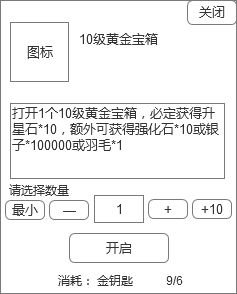 关闭
图标
10级黄金宝箱
打开1个10级黄金宝箱，必定获得升
星石*10，额外可获得强化石*10或银
子*100000或羽毛*1
请选择数量
最小 — 1 + +10
开启
消耗： 金钥匙 9/6